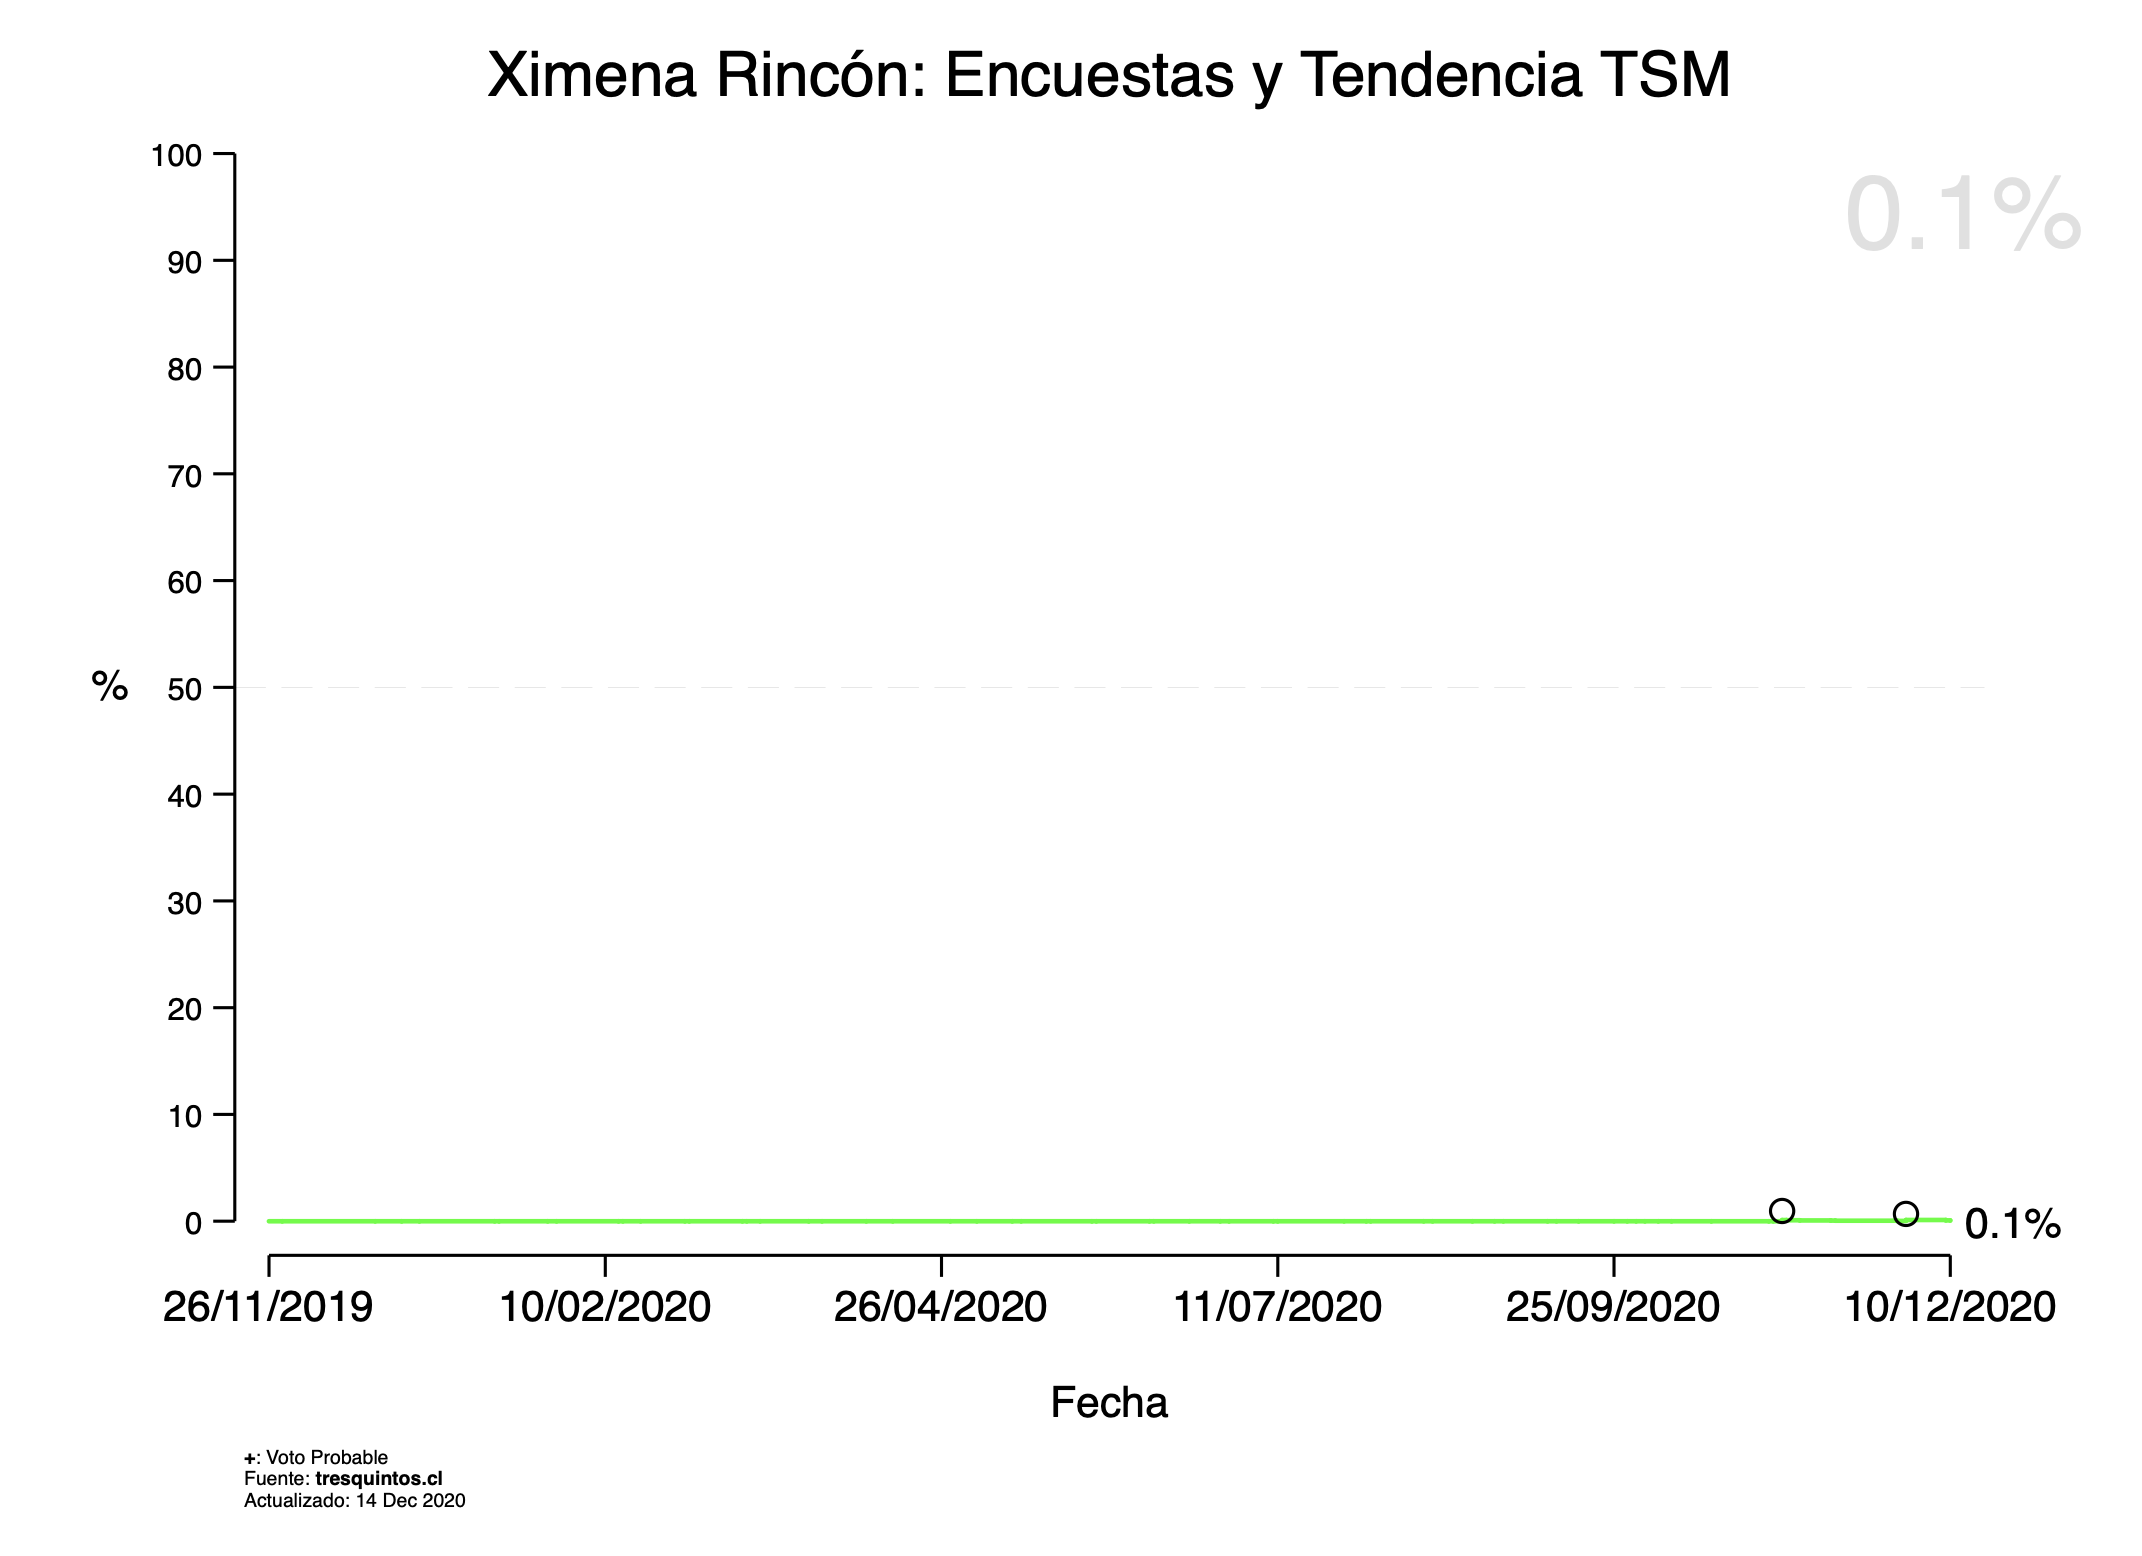 Ximena Rincón: Encuestas y Tendencia TSM
0.1%
100
90
80
70
60
% 50
40
30
20
10
0
0.1%
26/11/2019 10/02/2020 26/04/2020 11/07/2020 25/09/2020 10/12/2020
Fecha
+: Voto Probable
Fuente: tresquintos.cl
Actualizado: 14 Dec 2020